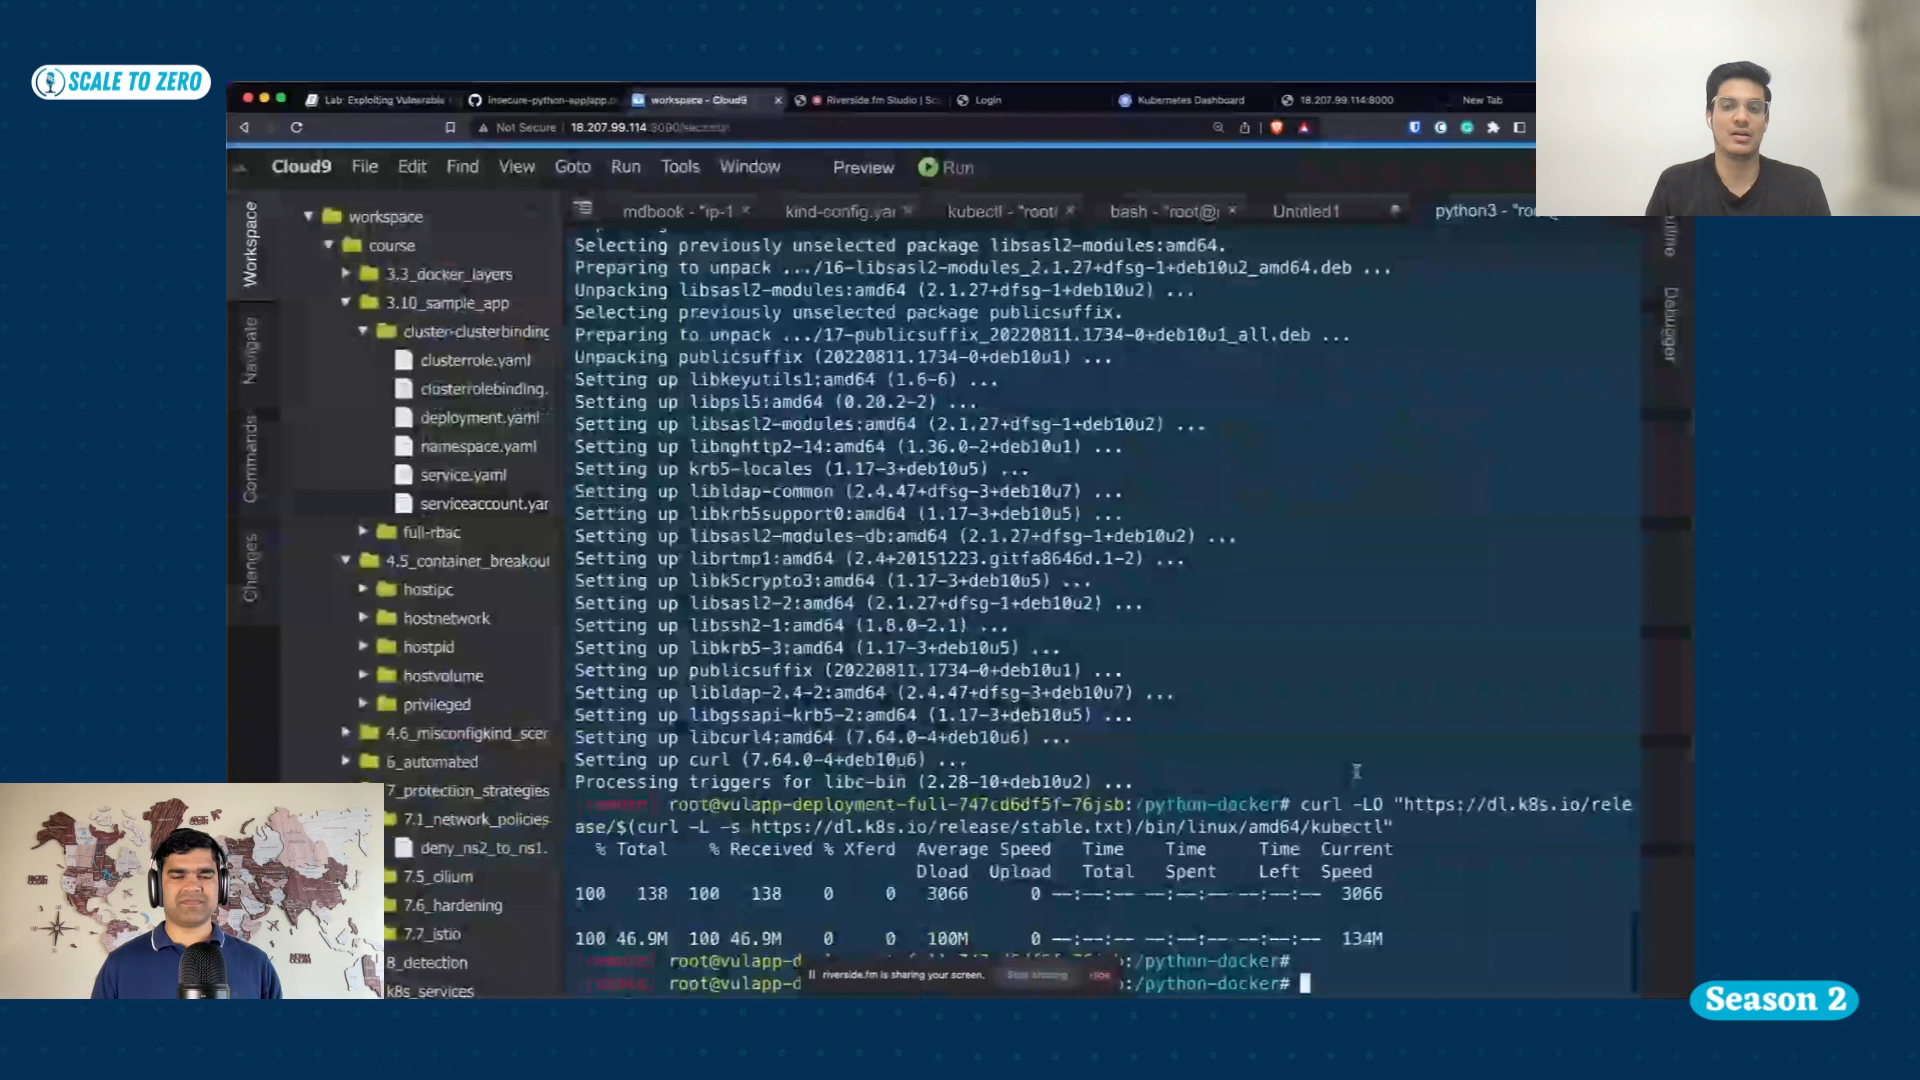 SCALE TO ZERO
Lab: Exploiting Vulnerable
insecure-python-app/app.p
workspace - Cloud9
Riverside.fm Studio | Sc
Login
Kubernetes Dashboard
18.207.99.114:8000
New Tab
Not Secure
18.207.99.114
Cloud9 File Edit Find View Goto Run Tools Window Preview Run
mdbook - "ip-1
kind-config.yar
kubectl - "root(
bash - "root@
Untitled1
python3 - "roo
Workspace
Navigate
Commands
Changes
Debugger
workspace
course
3.3_docker_layers
3.10_sample_app
cluster-clusterbinding
clusterrole.yaml
clusterrolebinding.
deployment.yaml
namespace.yaml
service.yaml
serviceaccount.yar
full-rbac
4.5_container_breakout
hostipc
hostnetwork
hostpid
hostvolume
privileged
4.6_misconfigkind_scer
6_automated
7_protection_strategies
7.1_network_policies
deny_ns2_to_ns1.
7.5_cilium
7.6_hardening
7.7_istio
8_detection
k8s_services
Selecting previously unselected package libsasl2-modules:amd64.
Preparing to unpack .../16-libsasl2-modules_2.1.27+dfsg-1+deb10u2_amd64.deb ...
Unpacking libsasl2-modules:amd64 (2.1.27+dfsg-1+deb10u2) ...
Selecting previously unselected package publicsuffix.
Preparing to unpack .../17-publicsuffix_20220811.1734-0+deb10u1_all.deb ...
Unpacking publicsuffix (20220811.1734-0+deb10u1) ...
Setting up libkeyutils1:amd64 (1.6-6) ...
Setting up libpsl5:amd64 (0.20.2-2) ...
Setting up libsasl2-modules:amd64 (2.1.27+dfsg-1+deb10u2) ...
Setting up libnghttp2-14:amd64 (1.36.0-2+deb10u1) ...
Setting up krb5-locales (1.17-3+deb10u5) ...
Setting up libldap-common (2.4.47+dfsg-3+deb10u7) ...
Setting up libkrb5support0:amd64 (1.17-3+deb10u5) ...
Setting up libsasl2-modules-db:amd64 (2.1.27+dfsg-1+deb10u2) ...
Setting up librtmp1:amd64 (2.4+20151223.gitfa8646d.1-2) ...
Setting up libk5crypto3:amd64 (1.17-3+deb10u5) ...
Setting up libsasl2-2:amd64 (2.1.27+dfsg-1+deb10u2) ...
Setting up libssh2-1:amd64 (1.8.0-2.1) ...
Setting up libkrb5-3:amd64 (1.17-3+deb10u5) ...
Setting up publicsuffix (20220811.1734-0+deb10u1) ...
Setting up libldap-2.4-2:amd64 (2.4.47+dfsg-3+deb10u7) ...
Setting up libgssapi-krb5-2:amd64 (1.17-3+deb10u5) ...
Setting up libcurl4:amd64 (7.64.0-4+deb10u6) ...
Setting up curl (7.64.0-4+deb10u6) ...
Processing triggers for libc-bin (2.28-10+deb10u2) ...
root@vulapp-deployment-full-747cd6df5f-76jsb:/python-docker# curl -LO "https://dl.k8s.io/rele
ase/$(curl -L -s https://dl.k8s.io/release/stable.txt)/bin/linux/amd64/kubectl"
% Total % Received % Xferd Average Speed Time Time Time Current
Dload Upload Total Spent Left Speed
100 138 100 138 0 0 3066 0 --:--:-- --:--:-- --:--:-- 3066
100 46.9M 100 46.9M 0 0 100M 0 --:--:-- --:--:-- --:--:-- 134M
root@vulapp-d :/python-docker#
root@vulapp-d :/python-docker#
riverside.fm is sharing your screen. Stop sharing Hide
Season 2